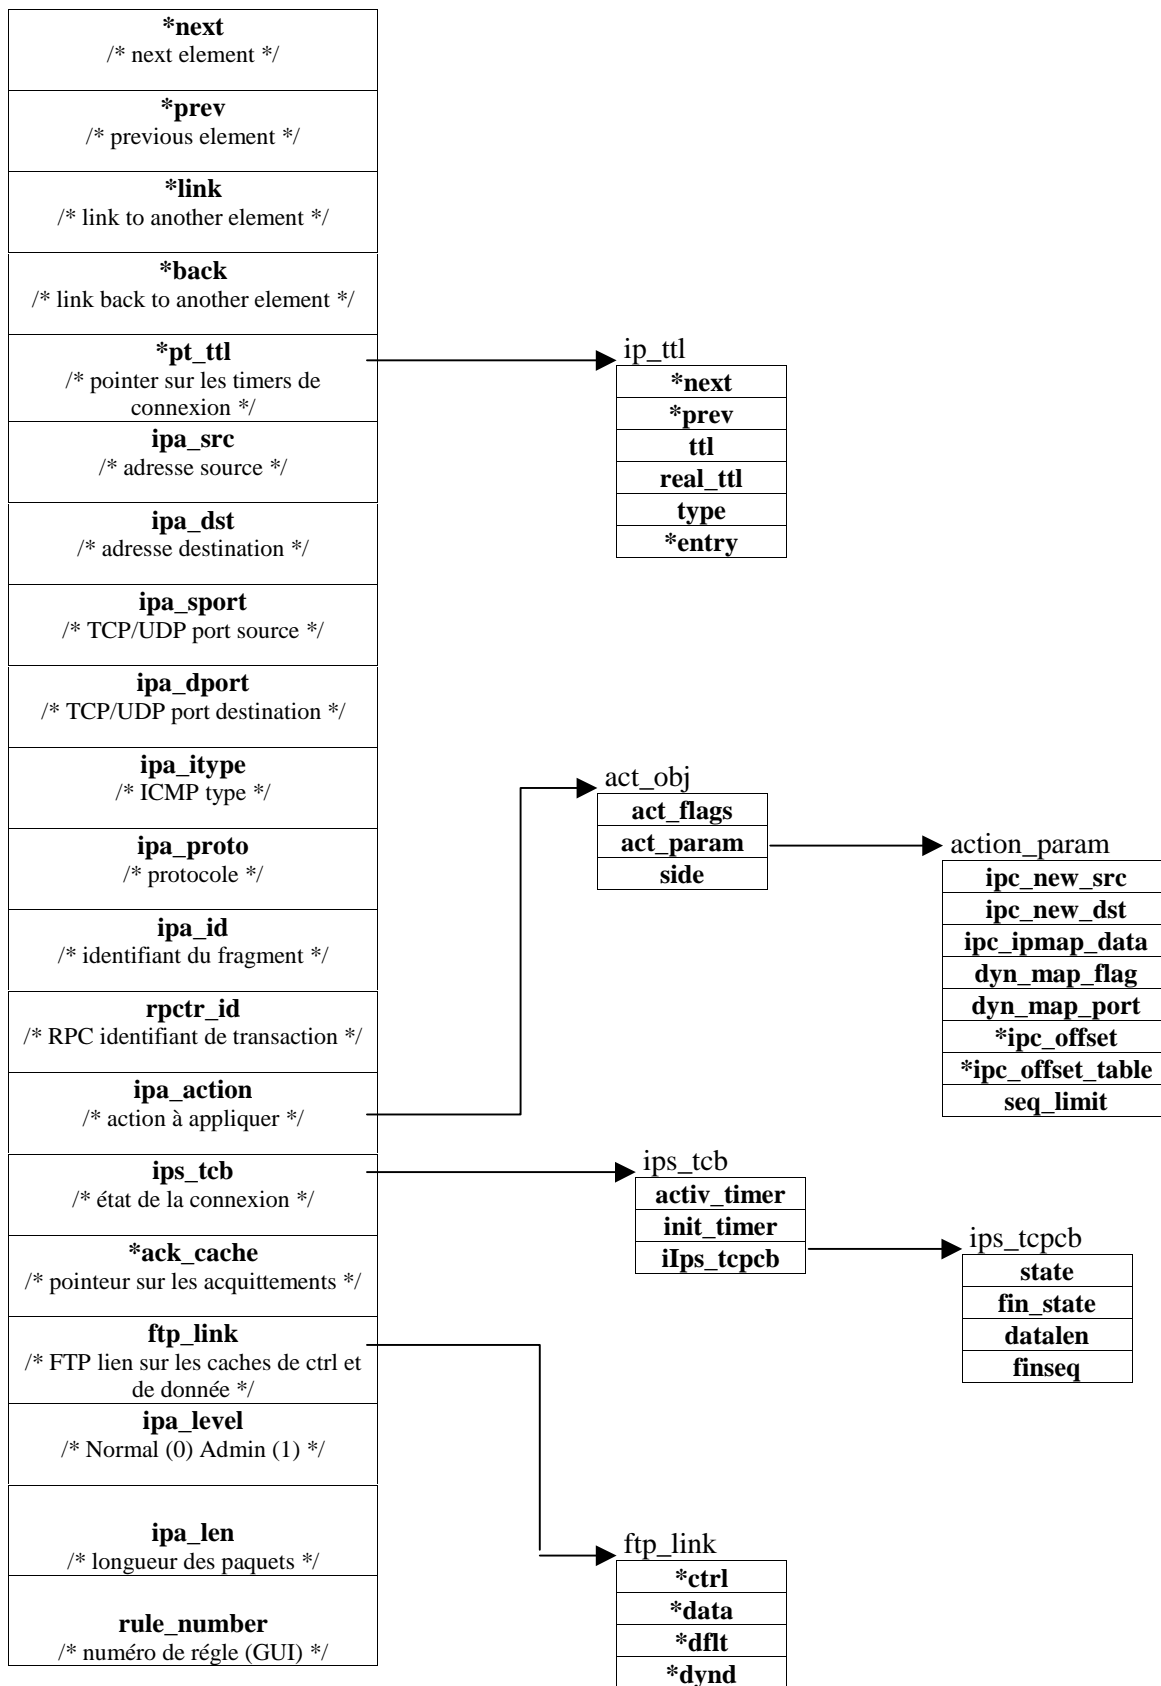 *next
/* next element */
*prev
/* previous element */
*link
/* link to another element */
*back
/* link back to another element */
*pt_ttl
/* pointer sur les timers de
connexion */
ipa_src
/* adresse source */
ipa_dst
/* adresse destination */
ipa_sport
/* TCP/UDP port source */
ipa_dport
/* TCP/UDP port destination */
ipa_itype
/* ICMP type */
ipa_proto
/* protocole */
ipa_id
/* identifiant du fragment */
rpctr_id
/* RPC identifiant de transaction */
ipa_action
/* action à appliquer */
ips_tcb
/* état de la connexion */
*ack_cache
/* pointeur sur les acquittements */
ftp_link
/* FTP lien sur les caches de ctrl et
de donnée */
ipa_level
/* Normal (0) Admin (1) */
ipa_len
/* longueur des paquets */
rule_number
/* numéro de régle (GUI) */
ip_ttl
*next
*prev
ttl
real_ttl
type
*entry
act_obj
act_flags
act_param
side
action_param
ipc_new_src
ipc_new_dst
ipc_ipmap_data
dyn_map_flag
dyn_map_port
*ipc_offset
*ipc_offset_table
seq_limit
ips_tcb
activ_timer
init_timer
iIps_tcpcb
ips_tcpcb
state
fin_state
datalen
finseq
ftp_link
*ctrl
*data
*dflt
*dynd